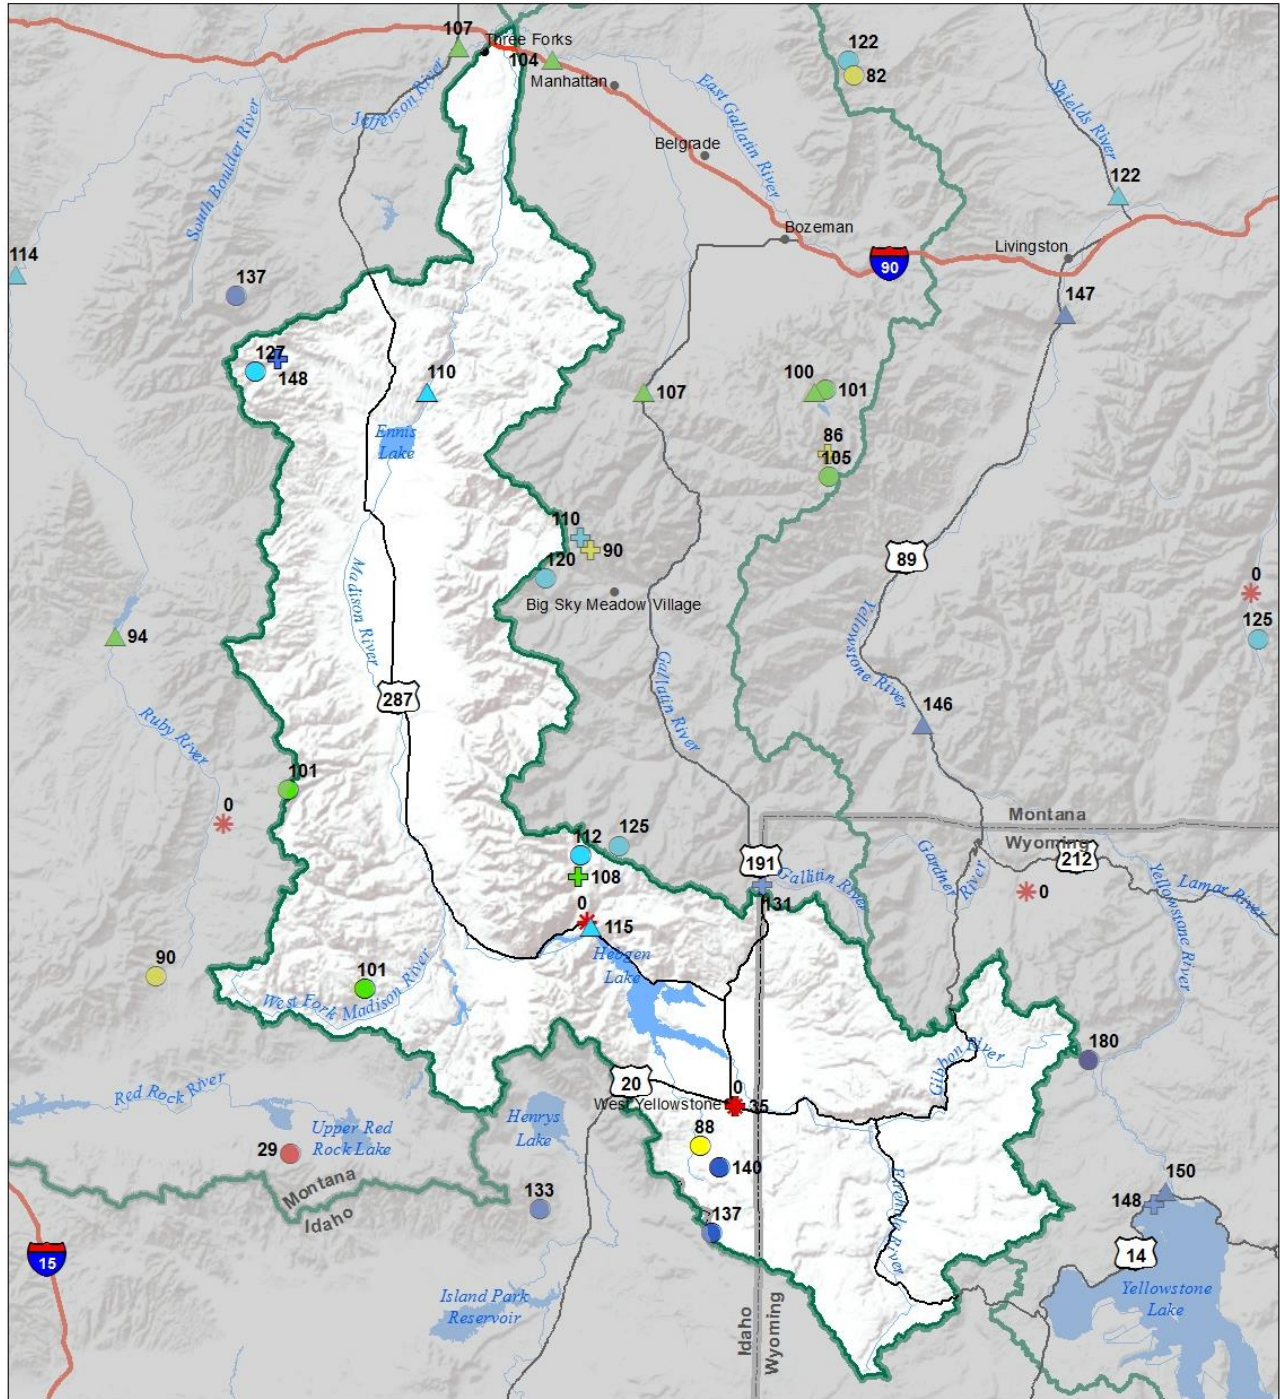 107
Three Forks
104
Manhattan
122
82
Jefferson River
East Gallatin River
Shields River
South Boulder River
Belgrade
122
Bozeman
Livingston
90
114
137
147
127
148
110
107
100
101
Ennis
Lake
86
105
110
90
120
Big Sky Meadow Village
89
0
125
Madison River
94
Yellowstone River
287
Gallatin River
Ruby River
146
101
0
Montana
Wyoming
112
125
108
191
Gallitin River
131
Gardner
River
212
0
Yellowstone River
Lamar River
0
115
Hebgen
Lake
90
101
West Fork Madison River
Gibbon River
180
Red Rock River
Upper Red
Rock Lake
Henrys
Lake
20
West Yellowstone
0
35
29
Montana
Idaho
88
140
133
137
Firehole River
150
148
14
15
Island Park
Reservoir
Yellowstone
Lake
Idaho
Wyoming